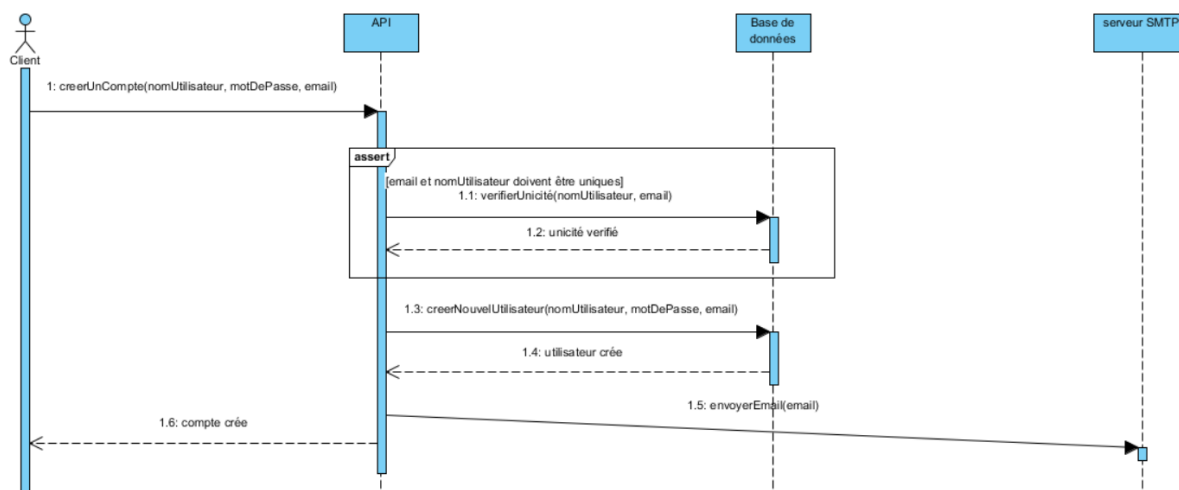 Client
API
Base de
données
serveur SMTP
1: creerUnCompte(nomUtilisateur, motDePasse, email)
assert
[email et nomUtilisateur doivent être uniques]
1.1: verifierUnicité(nomUtilisateur, email)
1.2: unicité verifié
1.3: creerNouvelUtilisateur(nomUtilisateur, motDePasse, email)
1.4: utilisateur crée
1.5: envoyerEmail(email)
1.6: compte crée